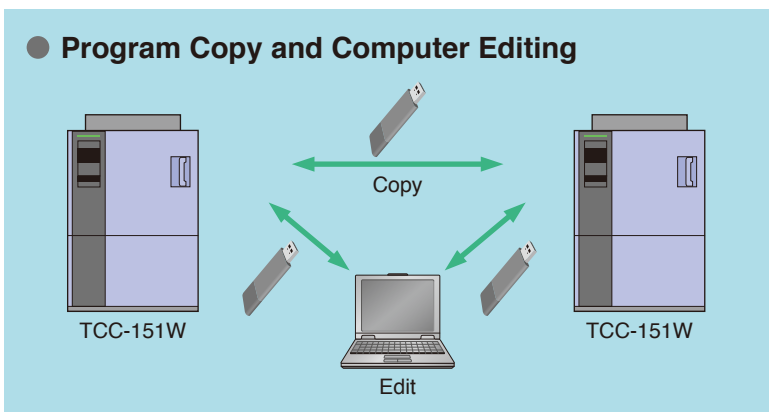 Program Copy and Computer Editing
Copy
TCC-151W
TCC-151W
Edit